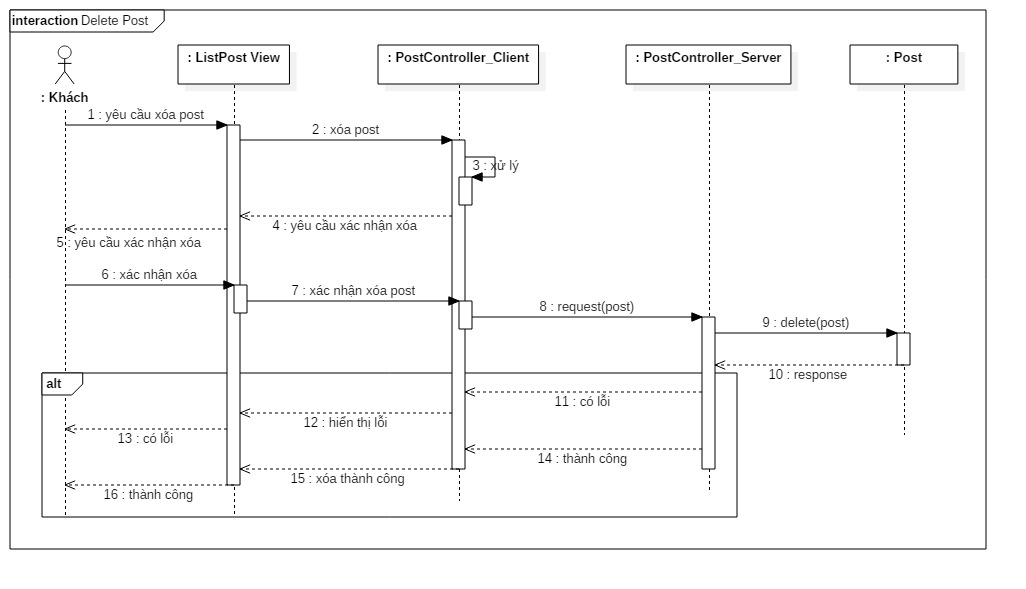 interaction Delete Post
: Khách
: ListPost View
: PostController_Client
: PostController_Server
: Post
1 : yêu cầu xóa post
2 : xóa post
3 : xử lý
4 : yêu cầu xác nhận xóa
5 : yêu cầu xác nhận xóa
6 : xác nhận xóa
7 : xác nhận xóa post
8 : request(post)
9 : delete(post)
10 : response
alt
11 : có lỗi
12 : hiển thị lỗi
13 : có lỗi
14 : thành công
15 : xóa thành công
16 : thành công